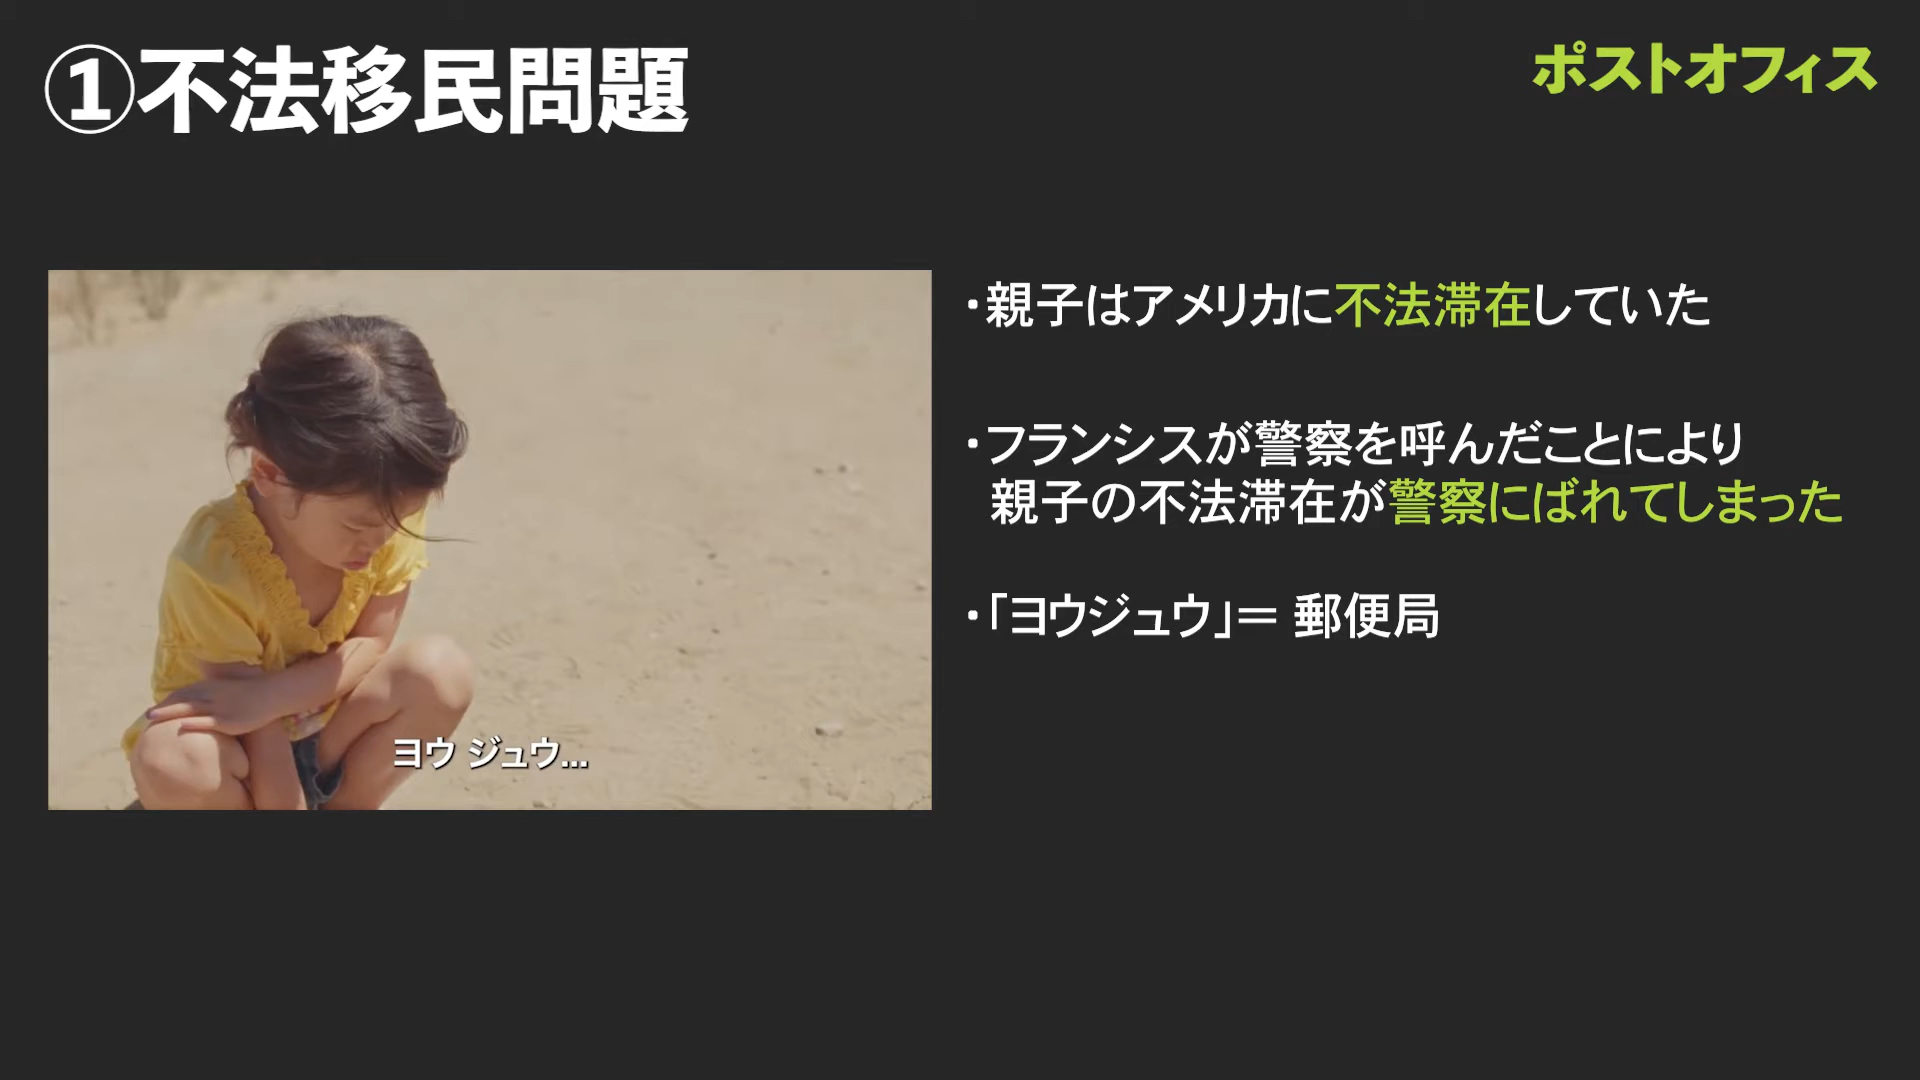 ①不法移民問題
ポストオフィス
・親子はアメリカに不法滞在していた
・フランシスが警察を呼んだことにより
親子の不法滞在が警察にばれてしまった
・「ヨウジュウ」＝ 郵便局
ヨウ ジュウ...